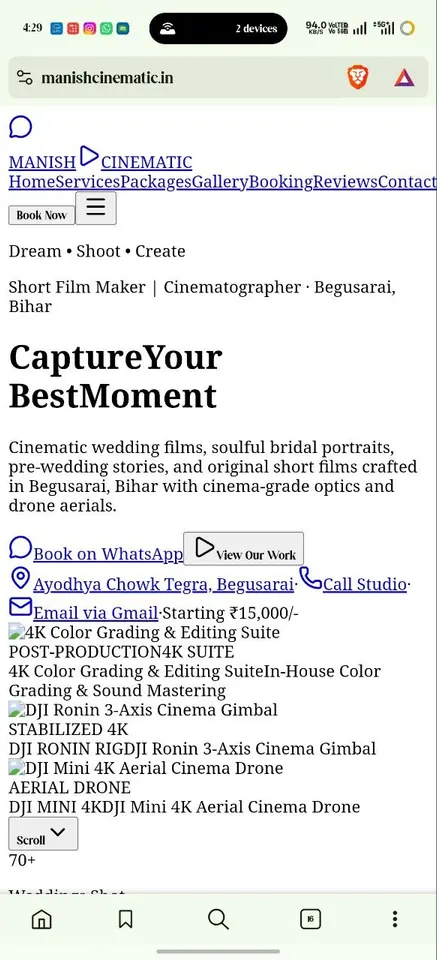 4:29
2 devices
94.0 KB/S
VoLTE
Vo 5G
5G+
manishcinematic.in
MANISH CINEMATIC
HomeServicesPackagesGalleryBookingReviewsContact
Book Now
Dream • Shoot • Create
Short Film Maker | Cinematographer · Begusarai,
Bihar
CaptureYour
BestMoment
Cinematic wedding films, soulful bridal portraits,
pre-wedding stories, and original short films crafted
in Begusarai, Bihar with cinema-grade optics and
drone aerials.
Book on WhatsApp View Our Work
Ayodhya Chowk Tegra, Begusarai· Call Studio·
Email via Gmail·Starting ₹15,000/-
4K Color Grading & Editing Suite
POST-PRODUCTION4K SUITE
4K Color Grading & Editing SuiteIn-House Color
Grading & Sound Mastering
DJI Ronin 3-Axis Cinema Gimbal
STABILIZED 4K
DJI RONIN RIGDJI Ronin 3-Axis Cinema Gimbal
DJI Mini 4K Aerial Cinema Drone
AERIAL DRONE
DJI MINI 4KDJI Mini 4K Aerial Cinema Drone
Scroll
70+
Weddings Shot